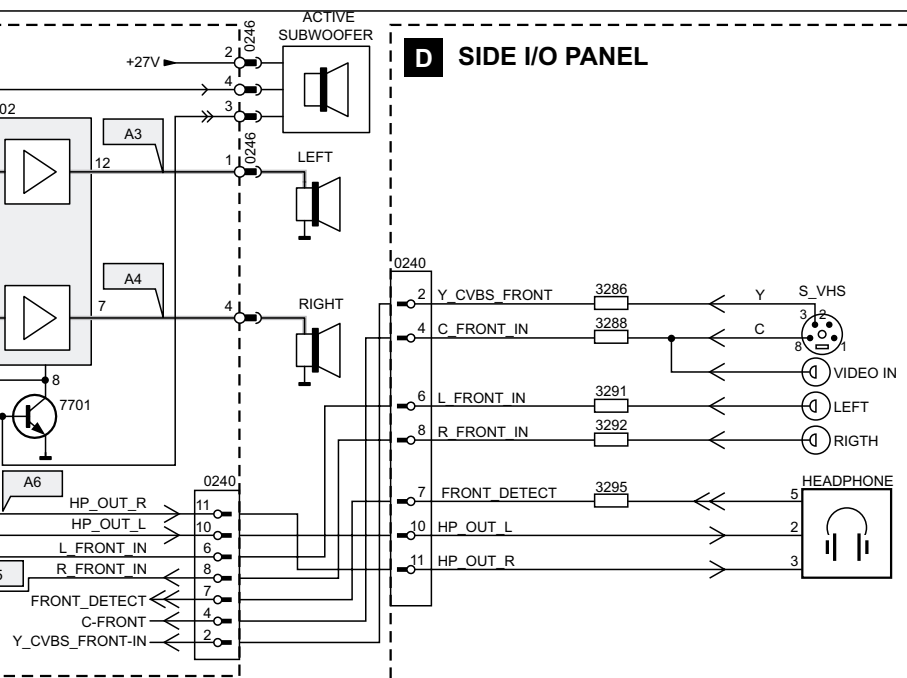 ACTIVE
SUBWOOFER
0246
+27V
2
4
3
02
A3
12
1
0246
LEFT
A4
7
4
RIGHT
8
7701
A6
0240
HP_OUT_R
11
HP_OUT_L
10
L_FRONT_IN
6
R_FRONT_IN
8
FRONT_DETECT
7
C-FRONT
4
Y_CVBS_FRONT-IN
2
D SIDE I/O PANEL
0240
2 Y_CVBS_FRONT 3286 Y S_VHS
3 2
4 C_FRONT_IN 3288 C
8 1
VIDEO IN
6 L_FRONT_IN 3291 LEFT
8 R_FRONT_IN 3292 RIGTH
HEADPHONE
7 FRONT_DETECT 3295 5
10 HP_OUT_L 2
11 HP_OUT_R 3